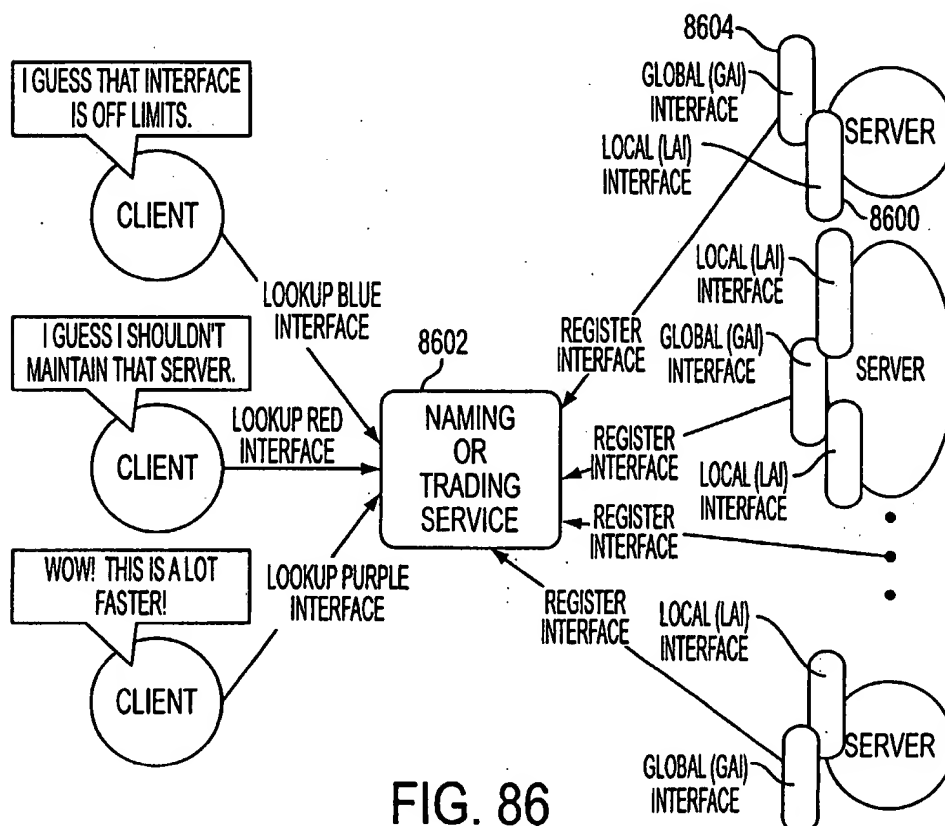 8604
I GUESS THAT INTERFACE
IS OFF LIMITS.
GLOBAL (GAI)
INTERFACE
SERVER
LOCAL (LAI)
INTERFACE
CLIENT
8600
LOOKUP BLUE
INTERFACE
LOCAL (LAI)
INTERFACE
REGISTER
INTERFACE
GLOBAL (GAI)
INTERFACE
SERVER
I GUESS I SHOULDN'T
MAINTAIN THAT SERVER.
8602
LOOKUP RED
INTERFACE
CLIENT
NAMING
OR
TRADING
SERVICE
REGISTER
INTERFACE
LOCAL (LAI)
INTERFACE
REGISTER
INTERFACE
WOW! THIS IS A LOT
FASTER!
LOOKUP PURPLE
INTERFACE
REGISTER
INTERFACE
LOCAL (LAI)
INTERFACE
CLIENT
SERVER
GLOBAL (GAI)
INTERFACE
FIG. 86